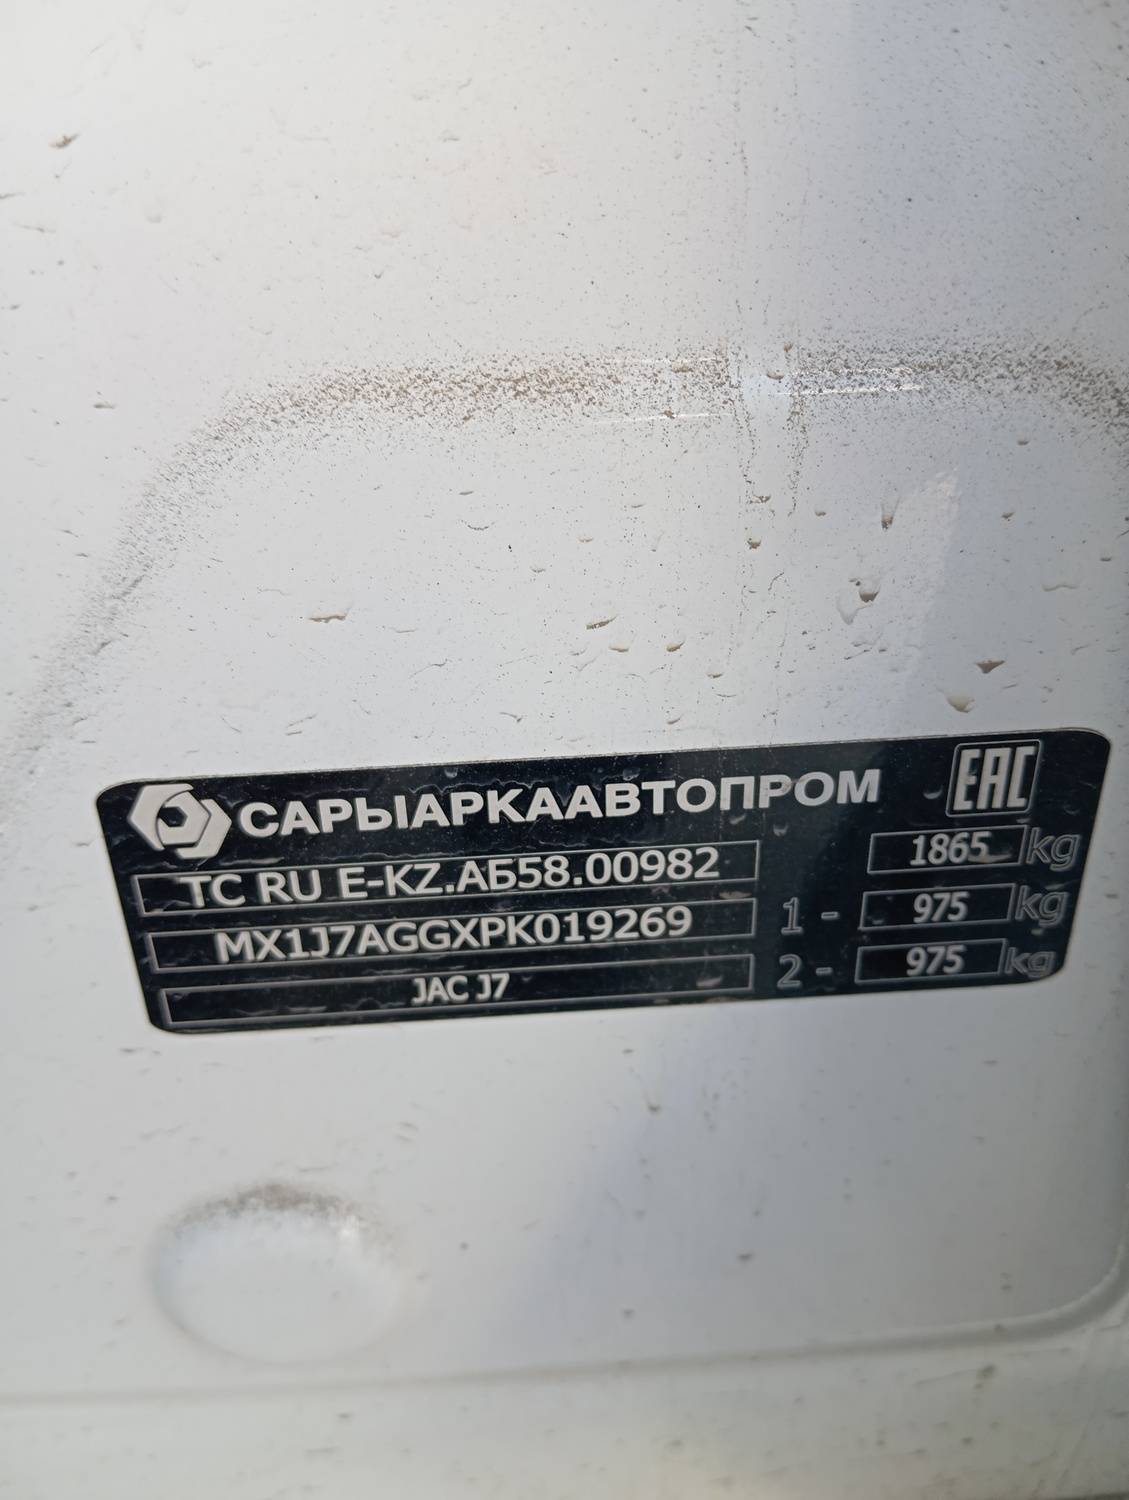 САРЫАРКААВТОПРОМ
EAC
TC RU E-KZ.АБ58.00982
1865 kg
MX1J7AGGXPK019269
1 - 975 kg
JAC J7
2 - 975 kg